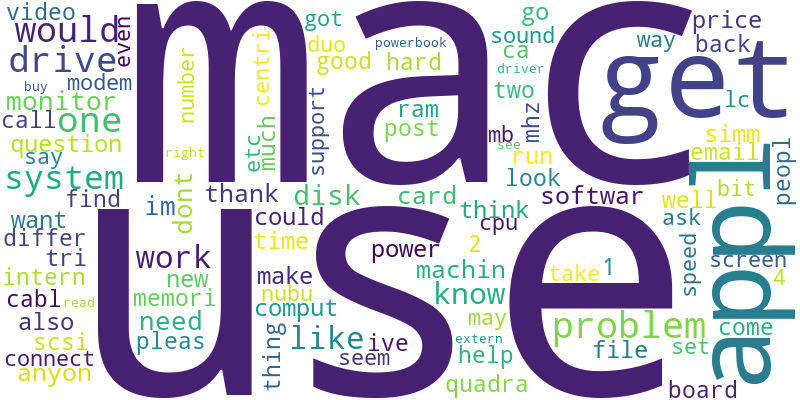 video
would
even
drive
modem
buy
monitor
call
one
question
say
system
find
want
differ
tri
intern
cabl
read
also
scsi
connect
anyon
mac
got
duo
good
powerbook
hard
number
centri
right
etc
much
support
ram
post
dont
thank
disk
card
im
go
sound
ca
driver
two
mb
mhz
see
run
look
softwar
think
cpu
get
price
way
back
lc
simm
email
bit
well
ask
peopl
appl
use
work
new
memori
need
pleas
could
time
make
nubu
comput
thing
like
ive
seem
power
2
machin
know
may
extern
help
quadra
take
1
problem
file
set
speed
screen
4
come
board